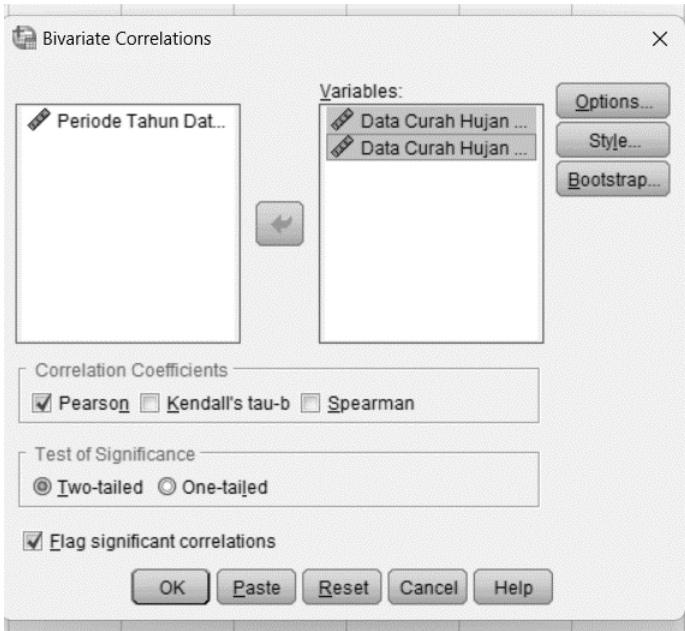 Bivariate Correlations
Variables:
Periode Tahun Dat...
Data Curah Hujan ...
Data Curah Hujan ...
Options...
Style...
Bootstrap...
Correlation Coefficients
Pearson Kendall's tau-b Spearman
Test of Significance
Two-tailed One-tailed
Flag significant correlations
OK Paste Reset Cancel Help